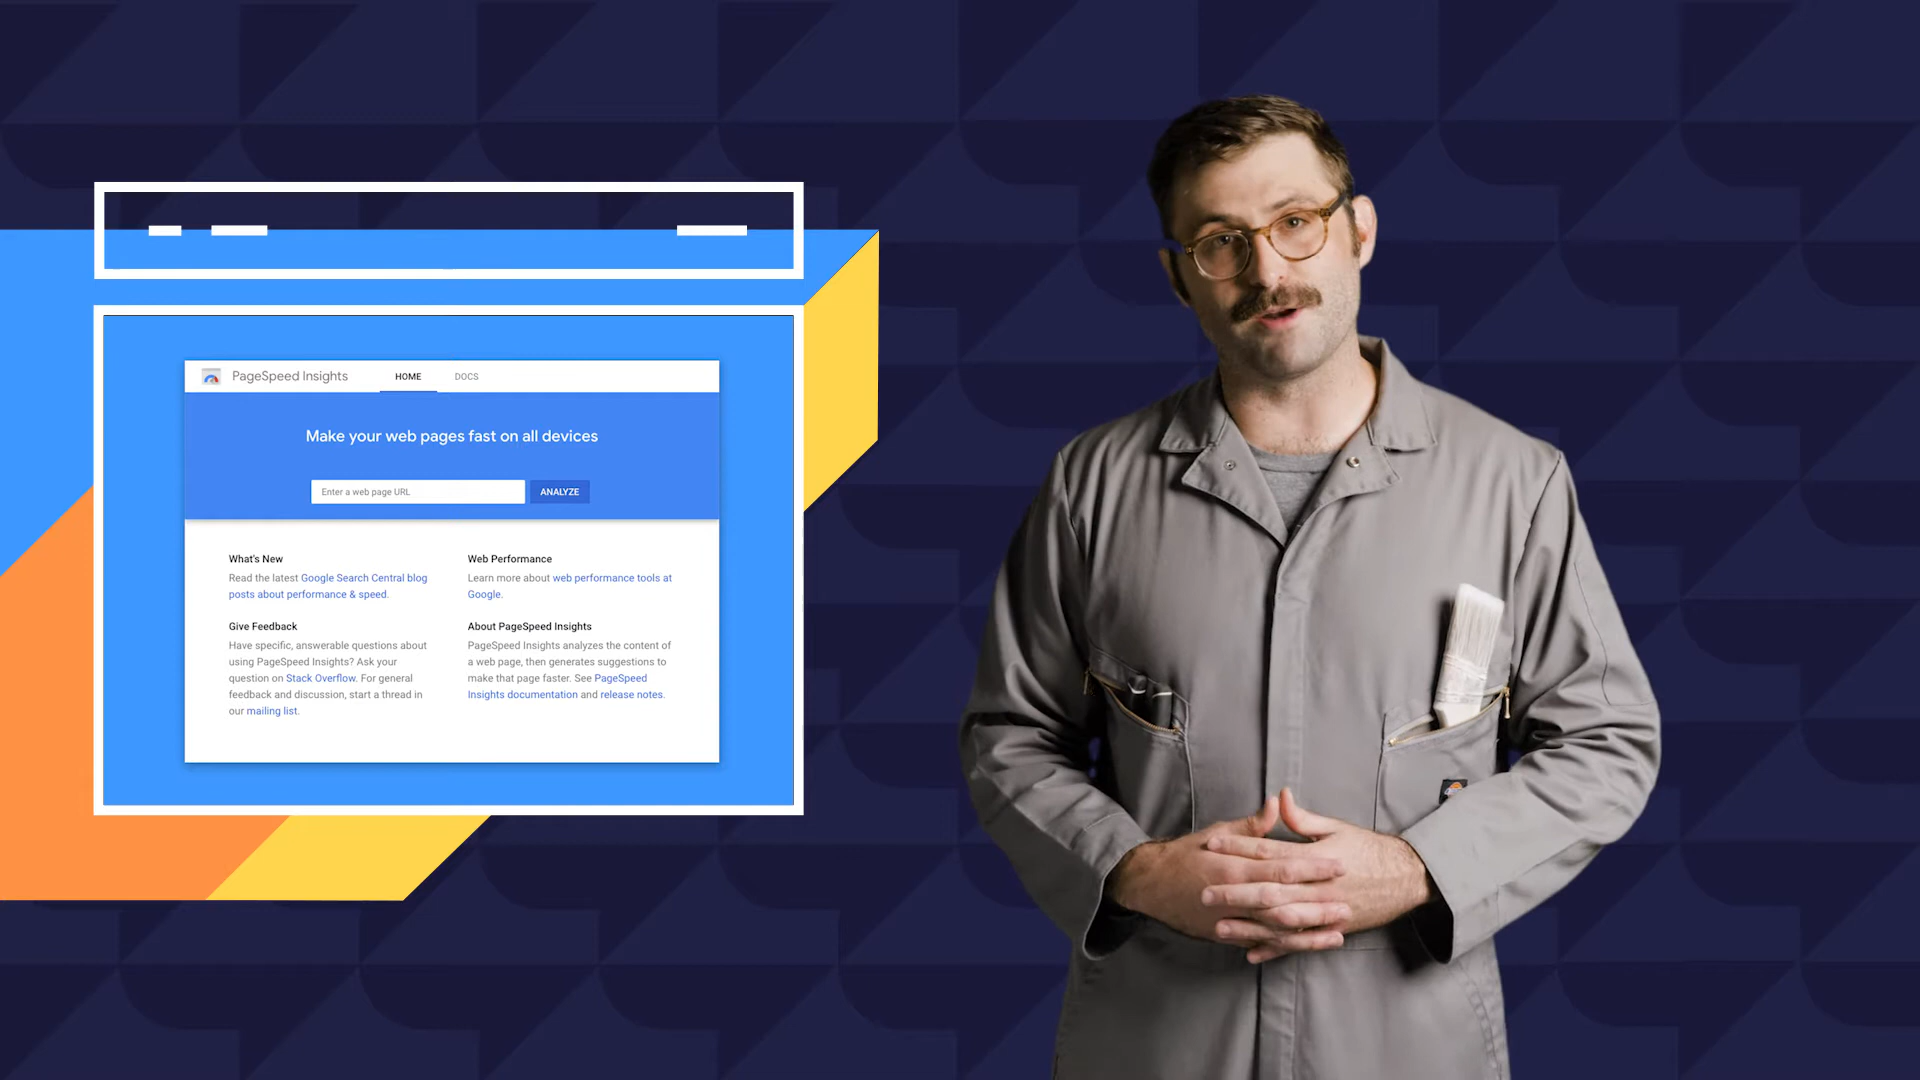 PageSpeed Insights HOME DOCS
Make your web pages fast on all devices
Enter a web page URL ANALYZE
What's New
Read the latest Google Search Central blog
posts about performance & speed.
Give Feedback
Have specific, answerable questions about
using PageSpeed Insights? Ask your
question on Stack Overflow. For general
feedback and discussion, start a thread in
our mailing list.
Web Performance
Learn more about web performance tools at
Google.
About PageSpeed Insights
PageSpeed Insights analyzes the content of
a web page, then generates suggestions to
make that page faster. See PageSpeed
Insights documentation and release notes.